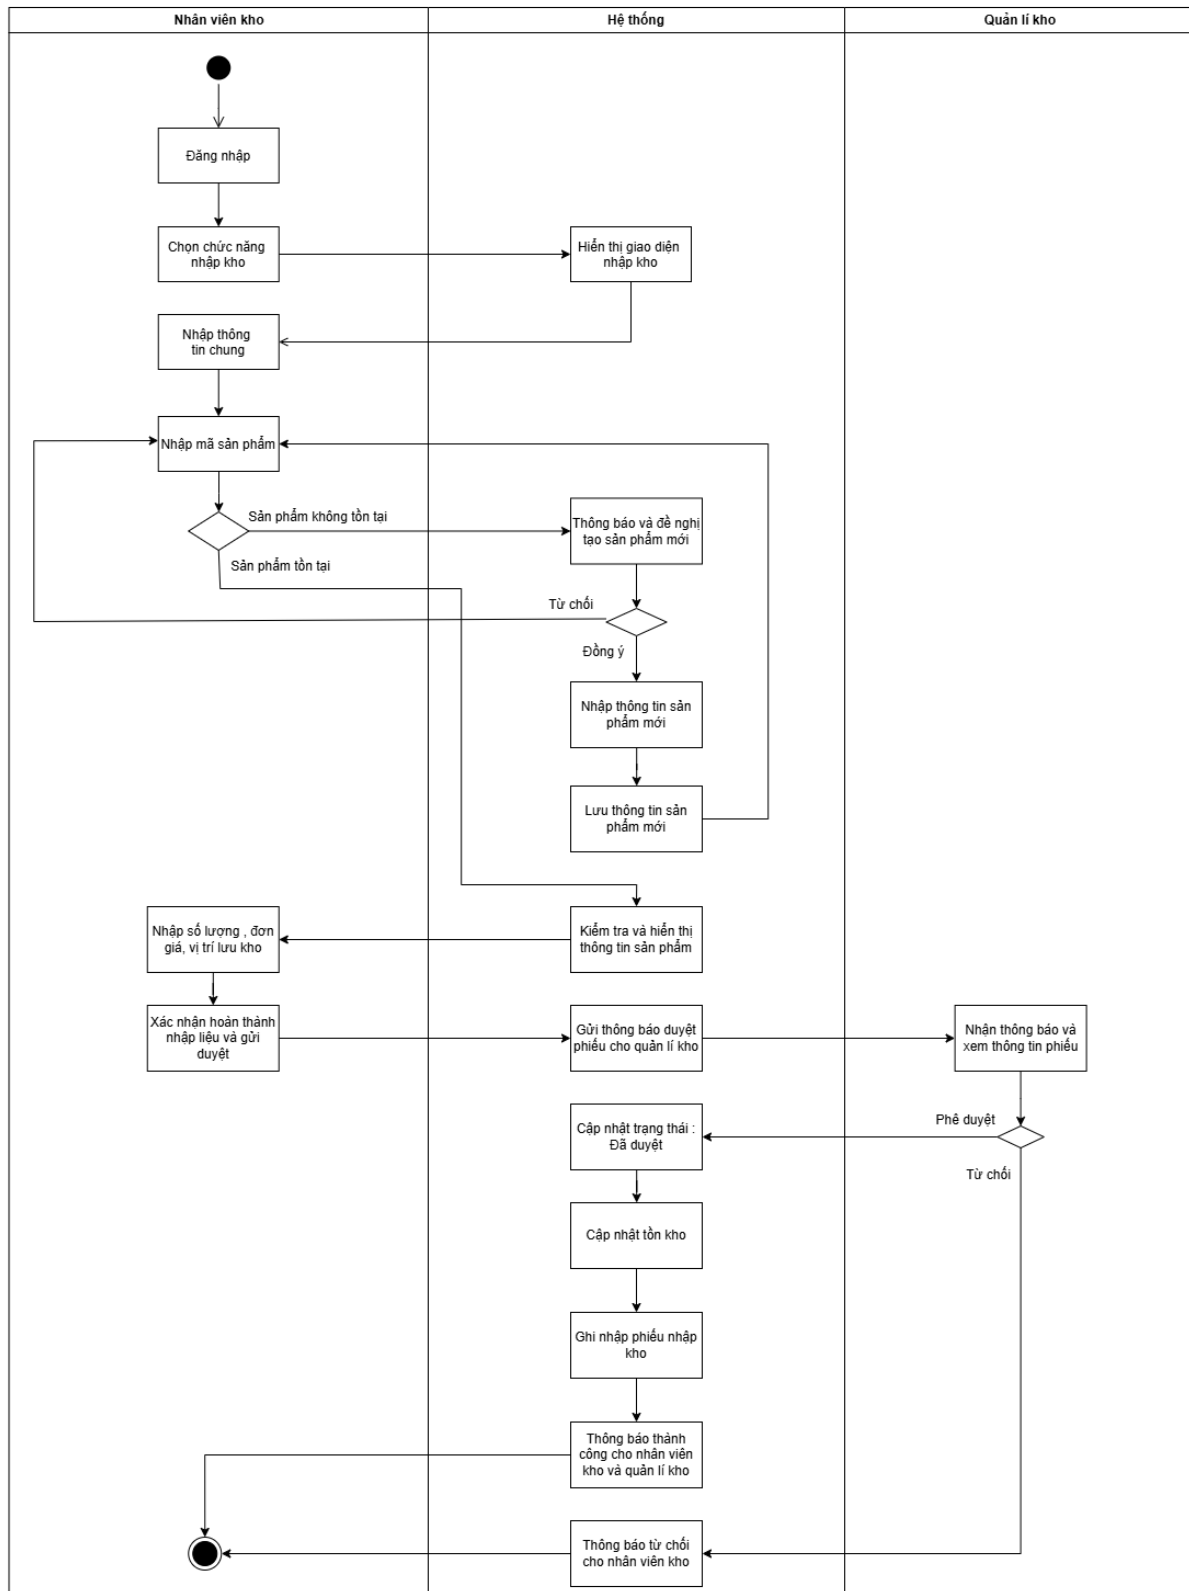 Nhân viên kho
Hệ thống
Quản lí kho
Đăng nhập
Chọn chức năng
nhập kho
Hiển thị giao diện
nhập kho
Nhập thông
tin chung
Nhập mã sản phẩm
Sản phẩm không tồn tại
Thông báo và đề nghị
tạo sản phẩm mới
Sản phẩm tồn tại
Từ chối
Đồng ý
Nhập thông tin sản
phẩm mới
Lưu thông tin sản
phẩm mới
Nhập số lượng , đơn
giá, vị trí lưu kho
Kiểm tra và hiển thị
thông tin sản phẩm
Xác nhận hoàn thành
nhập liệu và gửi
duyệt
Gửi thông báo duyệt
phiếu cho quản lí kho
Nhận thông báo và
xem thông tin phiếu
Phê duyệt
Cập nhật trạng thái :
Đã duyệt
Từ chối
Cập nhật tồn kho
Ghi nhập phiếu nhập
kho
Thông báo thành
công cho nhân viên
kho và quản lí kho
Thông báo từ chối
cho nhân viên kho